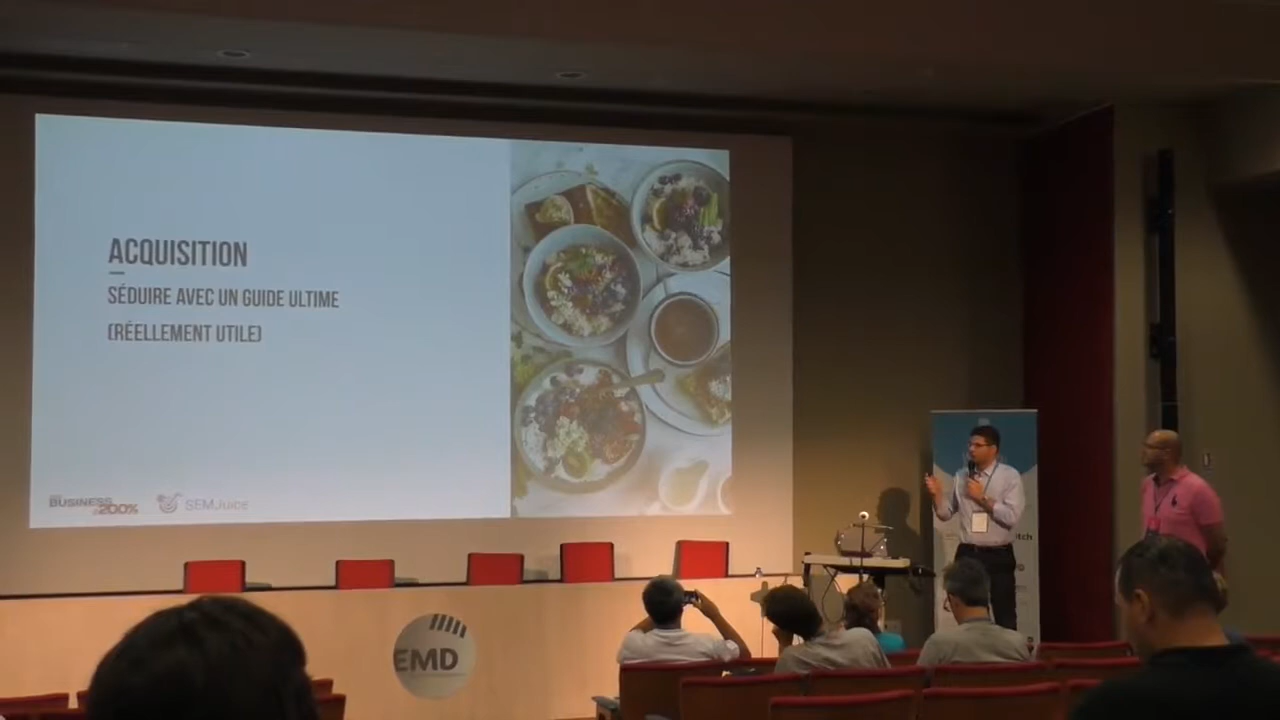 ACQUISITION
SÉDUIRE AVEC UN GUIDE ULTIME
(RÉELLEMENT UTILE)
BUSINESS
à 200%
SEMJUICE
EMD
itch